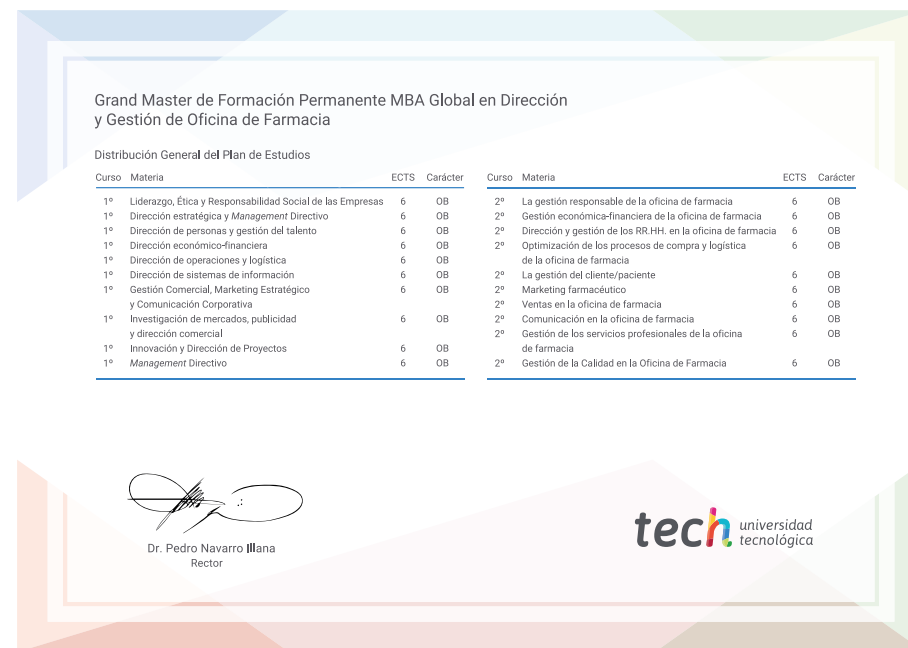 Grand Master de Formación Permanente MBA Global en Dirección
y Gestión de Oficina de Farmacia
Distribución General del Plan de Estudios
Curso Materia ECTS Carácter
1º Liderazgo, Ética y Responsabilidad Social de las Empresas 6 OB
1º Dirección estratégica y Management Directivo 6 OB
1º Dirección de personas y gestión del talento 6 OB
1º Dirección económico-financiera 6 OB
1º Dirección de operaciones y logística 6 OB
1º Dirección de sistemas de información 6 OB
1º Gestión Comercial, Marketing Estratégico 6 OB
y Comunicación Corporativa
1º Investigación de mercados, publicidad 6 OB
y dirección comercial
1º Innovación y Dirección de Proyectos 6 OB
1º Management Directivo 6 OB
Curso Materia ECTS Carácter
2º La gestión responsable de la oficina de farmacia 6 OB
2º Gestión económica-financiera de la oficina de farmacia 6 OB
2º Dirección y gestión de los RR.HH. en la oficina de farmacia 6 OB
2º Optimización de los procesos de compra y logística 6 OB
de la oficina de farmacia
2º La gestión del cliente/paciente 6 OB
2º Marketing farmacéutico 6 OB
2º Ventas en la oficina de farmacia 6 OB
2º Comunicación en la oficina de farmacia 6 OB
2º Gestión de los servicios profesionales de la oficina 6 OB
de farmacia
2º Gestión de la Calidad en la Oficina de Farmacia 6 OB
Dr. Pedro Navarro Illana
Rector
tech universidad
tecnológica